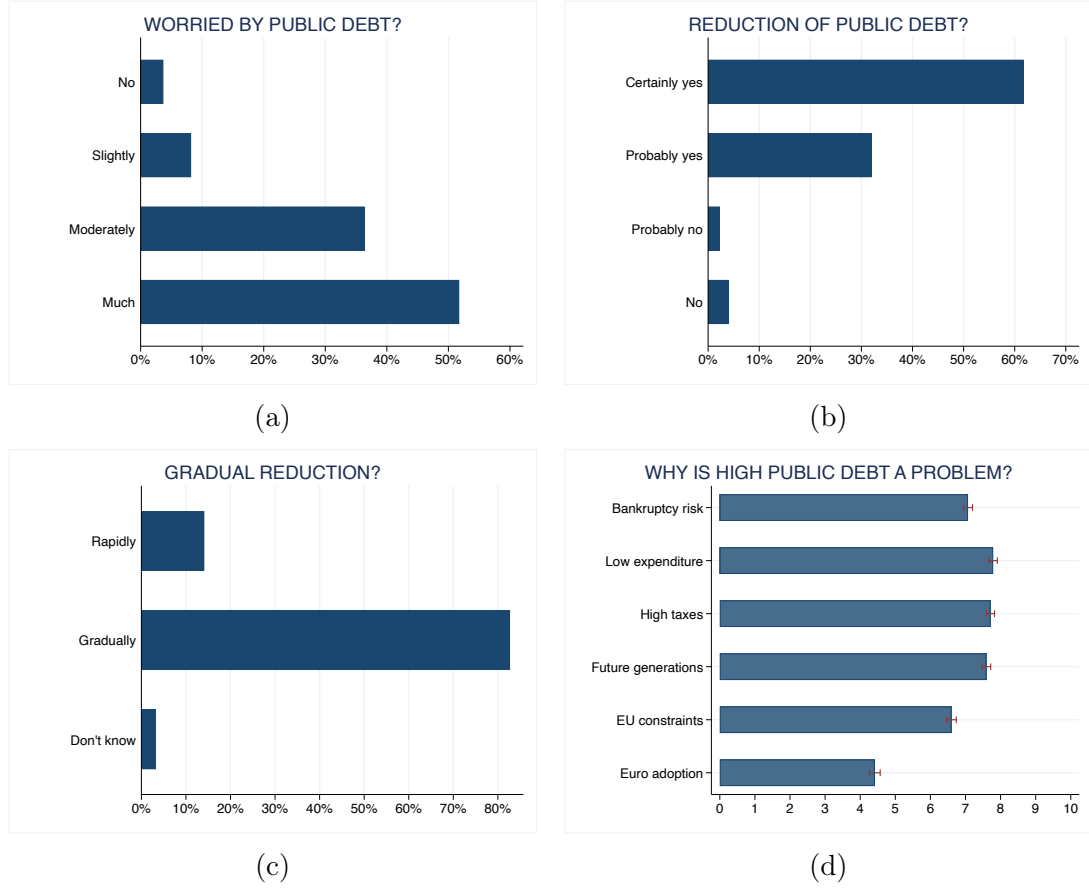 WORRIED BY PUBLIC DEBT?
No
Slightly
Moderately
Much
0% 10% 20% 30% 40% 50% 60%
(a)
REDUCTION OF PUBLIC DEBT?
Certainly yes
Probably yes
Probably no
No
0% 10% 20% 30% 40% 50% 60% 70%
(b)
GRADUAL REDUCTION?
Rapidly
Gradually
Don't know
0% 10% 20% 30% 40% 50% 60% 70% 80%
(c)
WHY IS HIGH PUBLIC DEBT A PROBLEM?
Bankruptcy risk
Low expenditure
High taxes
Future generations
EU constraints
Euro adoption
0 1 2 3 4 5 6 7 8 9 10
(d)